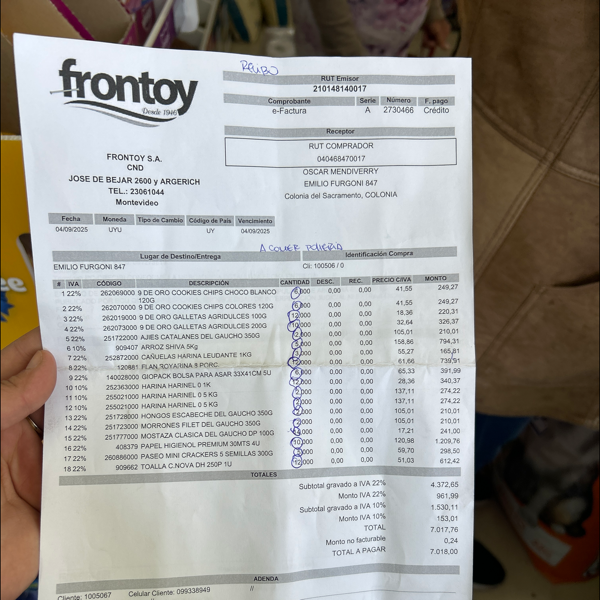 frontoy
Desde 1946
RUT Emisor
210148140017
Comprobante Serie Número F. pago
e-Factura A 2730466 Crédito
Receptor
RUT COMPRADOR
040468470017
OSCAR MENDIVERRY
EMILIO FURGONI 847
Colonia del Sacramento, COLONIA
FRONTOY S.A.
CND
JOSE DE BEJAR 2600 y ARGERICH
TEL.: 23061044
Montevideo
Fecha Moneda Tipo de Cambio Código de País Vencimiento
04/09/2025 UYU UY 04/09/2025
Lugar de Destino/Entrega Identificación Compra
EMILIO FURGONI 847 Cli: 100506 / 0
# IVA CÓDIGO DESCRIPCIÓN CANTIDAD DESC. REC. PRECIO C/IVA MONTO
1 22% 262069000 9 DE ORO COOKIES CHIPS CHOCO BLANCO 120G 6,000 0,00 0,00 41,55 249,27
2 22% 262070000 9 DE ORO COOKIES CHIPS COLORES 120G 6,000 0,00 0,00 41,55 249,27
3 22% 262019000 9 DE ORO GALLETAS AGRIDULCES 100G 12,000 0,00 0,00 18,36 220,31
4 22% 262073000 9 DE ORO GALLETAS AGRIDULCES 200G 10,000 0,00 0,00 32,64 326,37
5 22% 251722000 AJIES CATALANES DEL GAUCHO 350G 2,000 0,00 0,00 105,01 210,01
6 10% 909407 ARROZ SHIVA 5Kg 0,00 0,00 158,86 794,31
7 22% 252872000 CAÑUELAS HARINA LEUDANTE 1KG 3,000 0,00 0,00 55,27 165,81
8 22% 120881 FLAN ROYARINA 8 PORC. 12,000 0,00 0,00 61,66 739,91
9 22% 140028000 GIOPACK BOLSA PARA ASAR 33X41CM 5U 6,000 0,00 0,00 65,33 391,99
10 10% 252363000 HARINA HARINEL 0 1K 12,000 0,00 0,00 28,36 340,37
11 10% 255021000 HARINA HARINEL 0 5 KG 2,000 0,00 0,00 137,11 274,22
12 10% 255021000 HARINA HARINEL 0 5 KG 2,000 0,00 0,00 137,11 274,22
13 22% 251728000 HONGOS ESCABECHE DEL GAUCHO 350G 2,000 0,00 0,00 105,01 210,01
14 22% 251723000 MORRONES FILET DEL GAUCHO 350G 2,000 0,00 0,00 105,01 210,01
15 22% 251777000 MOSTAZA CLASICA DEL GAUCHO DP 100G 0,00 0,00 17,21 241,00
16 22% 408379 PAPEL HIGIENOL PREMIUM 30MTS 4U 10,000 0,00 0,00 120,98 1.209,76
17 22% 260886000 PASEO MINI CRACKERS 5 SEMILLAS 300G 0,00 0,00 59,70 298,50
18 22% 909662 TOALLA C.NOVA DH 250P 1U 12,000 0,00 0,00 51,03 612,42
TOTALES
Subtotal gravado a IVA 22% 4.372,65
Monto IVA 22% 961,99
Subtotal gravado a IVA 10% 1.530,11
Monto IVA 10% 153,01
TOTAL 7.017,76
Monto no facturable 0,24
TOTAL A PAGAR 7.018,00
ADENDA
Cliente: 1005067 Celular Cliente: 099338949 //